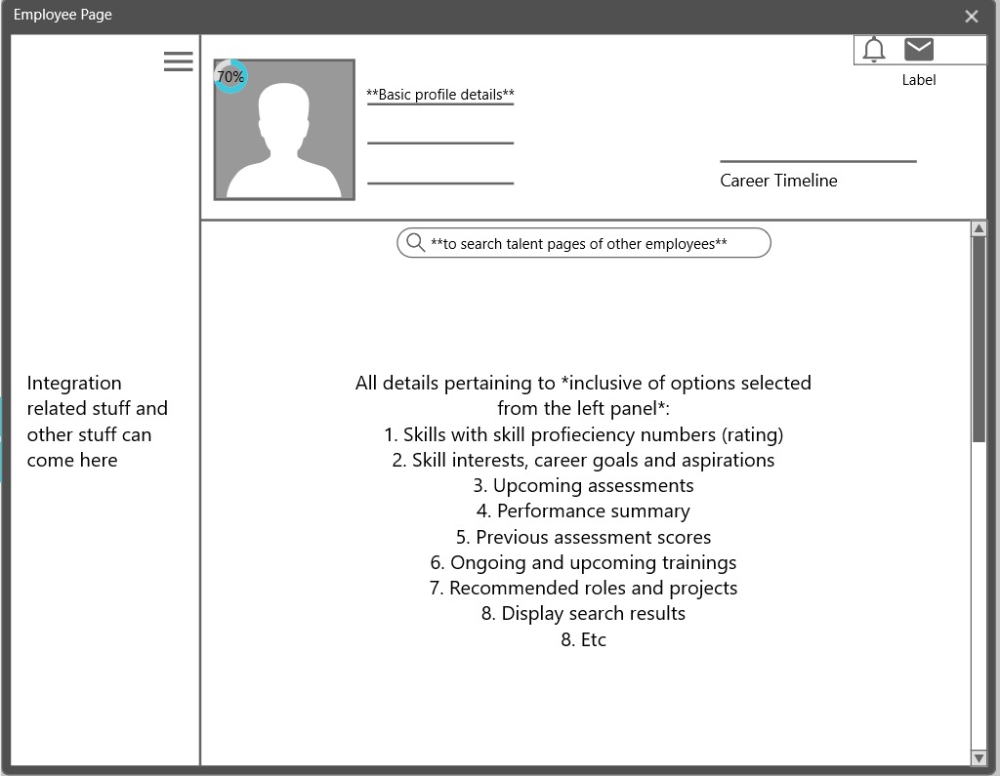 Employee Page
70%
**Basic profile details**
Label
Career Timeline
**to search talent pages of other employees**
Integration
related stuff and
other stuff can
come here
All details pertaining to *inclusive of options selected
from the left panel*:
1. Skills with skill profieciency numbers (rating)
2. Skill interests, career goals and aspirations
3. Upcoming assessments
4. Performance summary
5. Previous assessment scores
6. Ongoing and upcoming trainings
7. Recommended roles and projects
8. Display search results
8. Etc